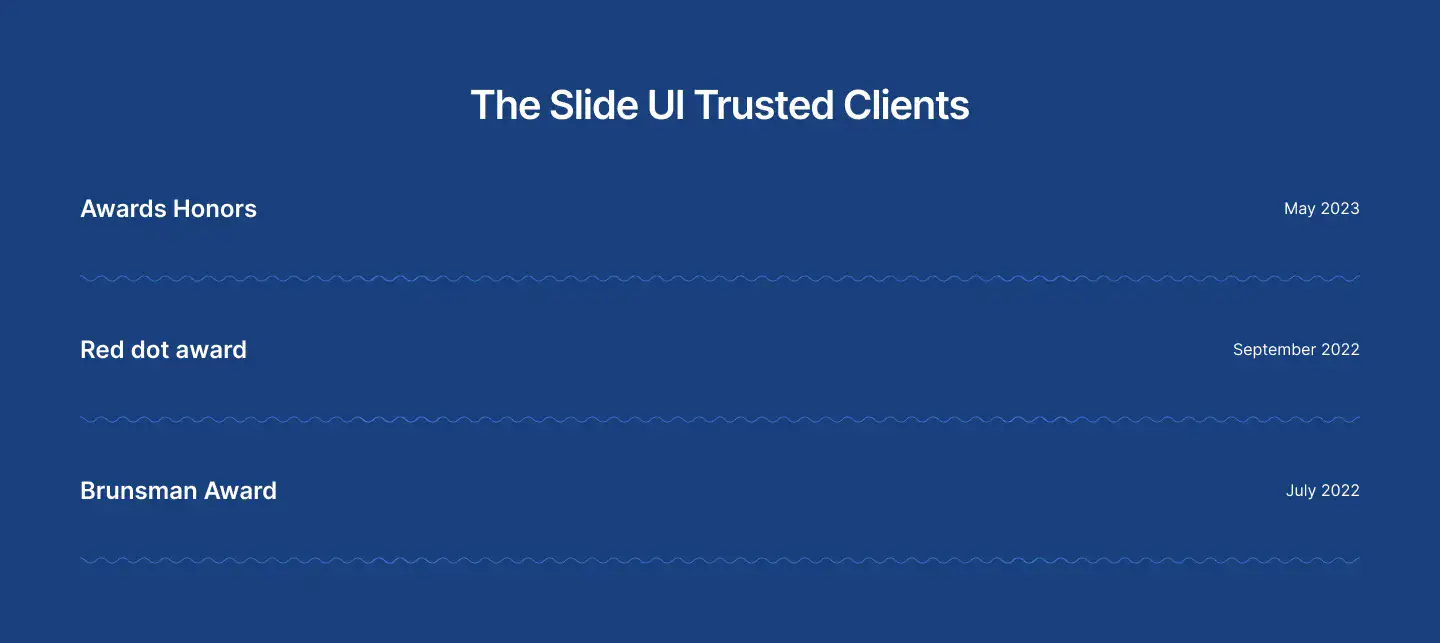 The Slide UI Trusted Clients
Awards Honors May 2023
Red dot award September 2022
Brunsman Award July 2022